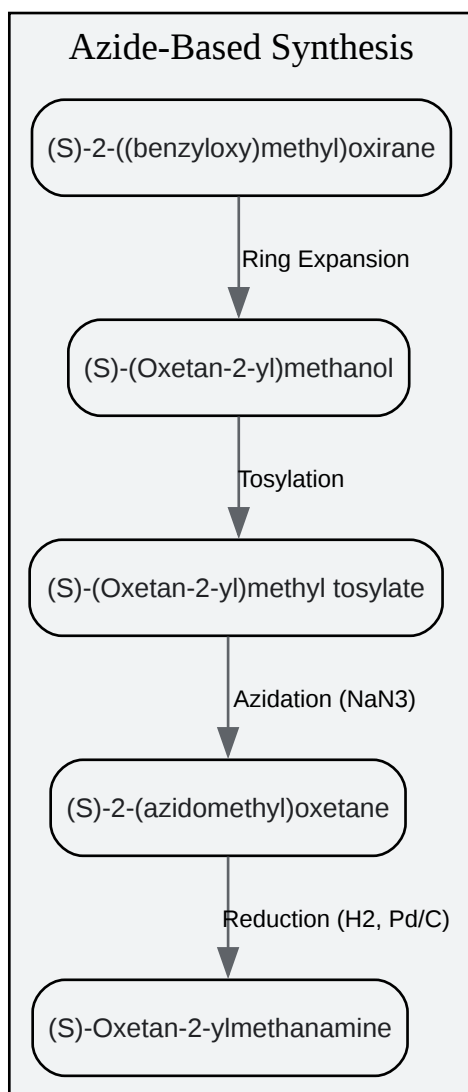 Azide-Based Synthesis
(S)-2-((benzyloxy)methyl)oxirane
Ring Expansion
(S)-(Oxetan-2-yl)methanol
Tosylation
(S)-(Oxetan-2-yl)methyl tosylate
Azidation (NaN3)
(S)-2-(azidomethyl)oxetane
Reduction (H2, Pd/C)
(S)-Oxetan-2-ylmethanamine